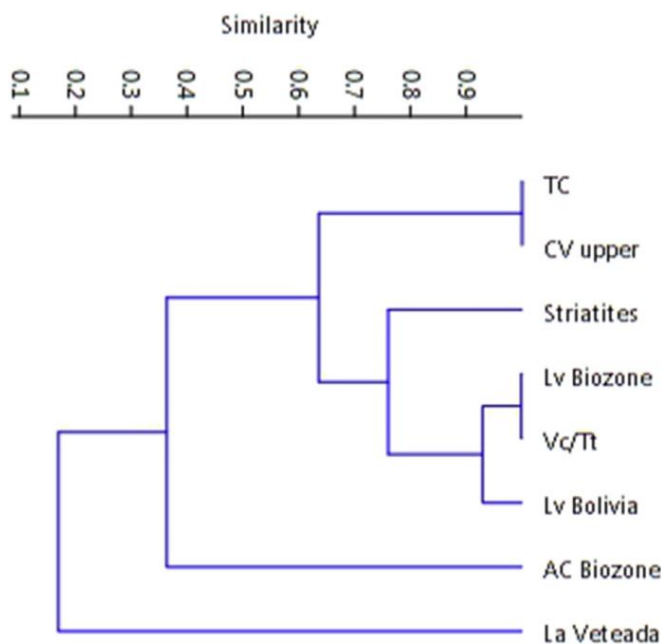 Similarity
0.1 0.2 0.3 0.4 0.5 0.6 0.7 0.8 0.9
TC
CV upper
Striatites
Lv Biozone
Vc/Tt
Lv Bolivia
AC Biozone
La Veteada